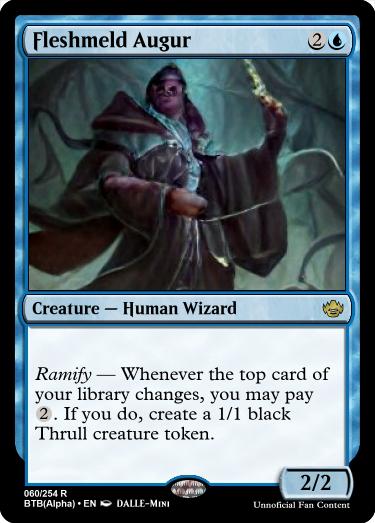 Fleshmeld Augur 2
Creature — Human Wizard
Ramify — Whenever the top card of
your library changes, you may pay
2. If you do, create a 1/1 black
Thrull creature token.
2/2
060/254 R
BTB(Alpha) • EN DALLE-Mini
Unnoficial Fan Content